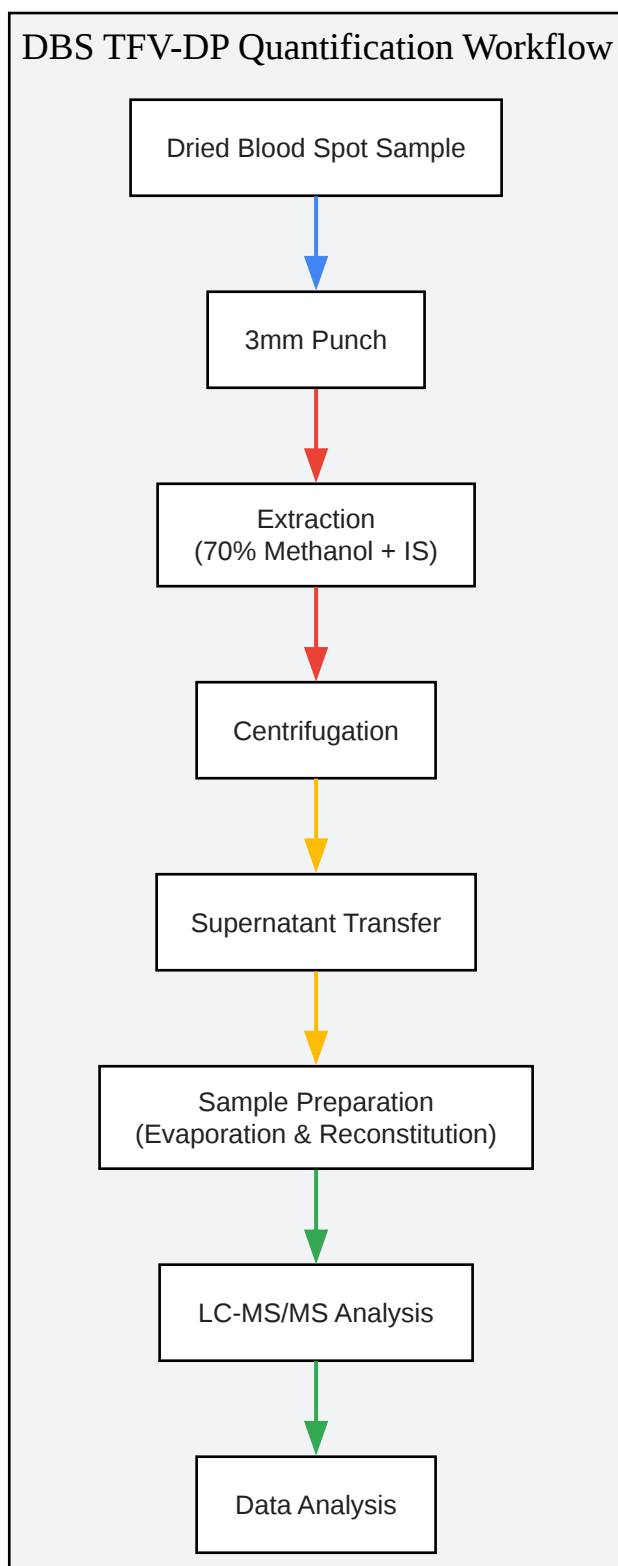 DBS TFV-DP Quantification Workflow
Dried Blood Spot Sample
3mm Punch
Extraction
(70% Methanol + IS)
Centrifugation
Supernatant Transfer
Sample Preparation
(Evaporation & Reconstitution)
LC-MS/MS Analysis
Data Analysis